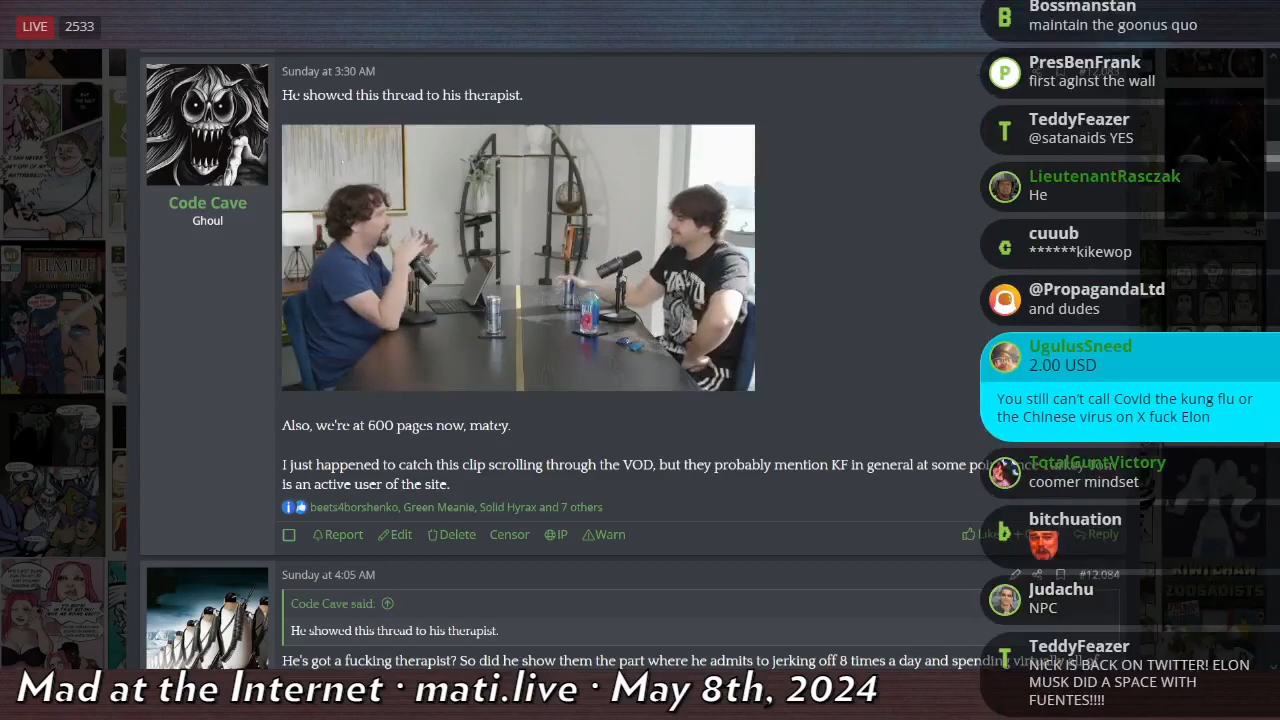 LIVE 2533
Sunday at 3:30 AM
He showed this thread to his therapist.
Code Cave
Ghoul
Also, we're at 600 pages now, matey.
I just happened to catch this clip scrolling through the VOD, but they probably mention KF in general at some
is an active user of the site.
beets4borshenko, Green Meanie, Solid Hyrax and 7 others
Report Edit Delete Censor IP Warn
Reply
Sunday at 4:05 AM
#12,084
Code Cave said:
He showed this thread to his therapist.
He's got a fucking therapist? So did he show them the part where he admits to jerking off 8 times a day and spending
Bossmanstan
maintain the goonus quo
P
PresBenFrank
first aginst the wall
T
TeddyFeazer
@satanaids YES
LieutenantRasczak
He
cuuub
******kikewop
@PropagandaLtd
and dudes
UgulusSneed
2.00 USD
You still can't call Covid the kung flu or
the Chinese virus on X fuck Elon
TotalGuntVictory
coomer mindset
b
bitchuation
Judachu
NPC
T
TeddyFeazer
NICK IS BACK ON TWITTER! ELON
MUSK DID A SPACE WITH
FUENTES!!!!
Mad at the Internet · mati.live · May 8th, 2024